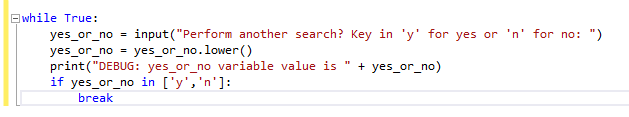 while True:
yes_or_no = input("Perform another search? Key in 'y' for yes or 'n' for no: ")
yes_or_no = yes_or_no.lower()
print("DEBUG: yes_or_no variable value is " + yes_or_no)
if yes_or_no in ['y','n']:
break